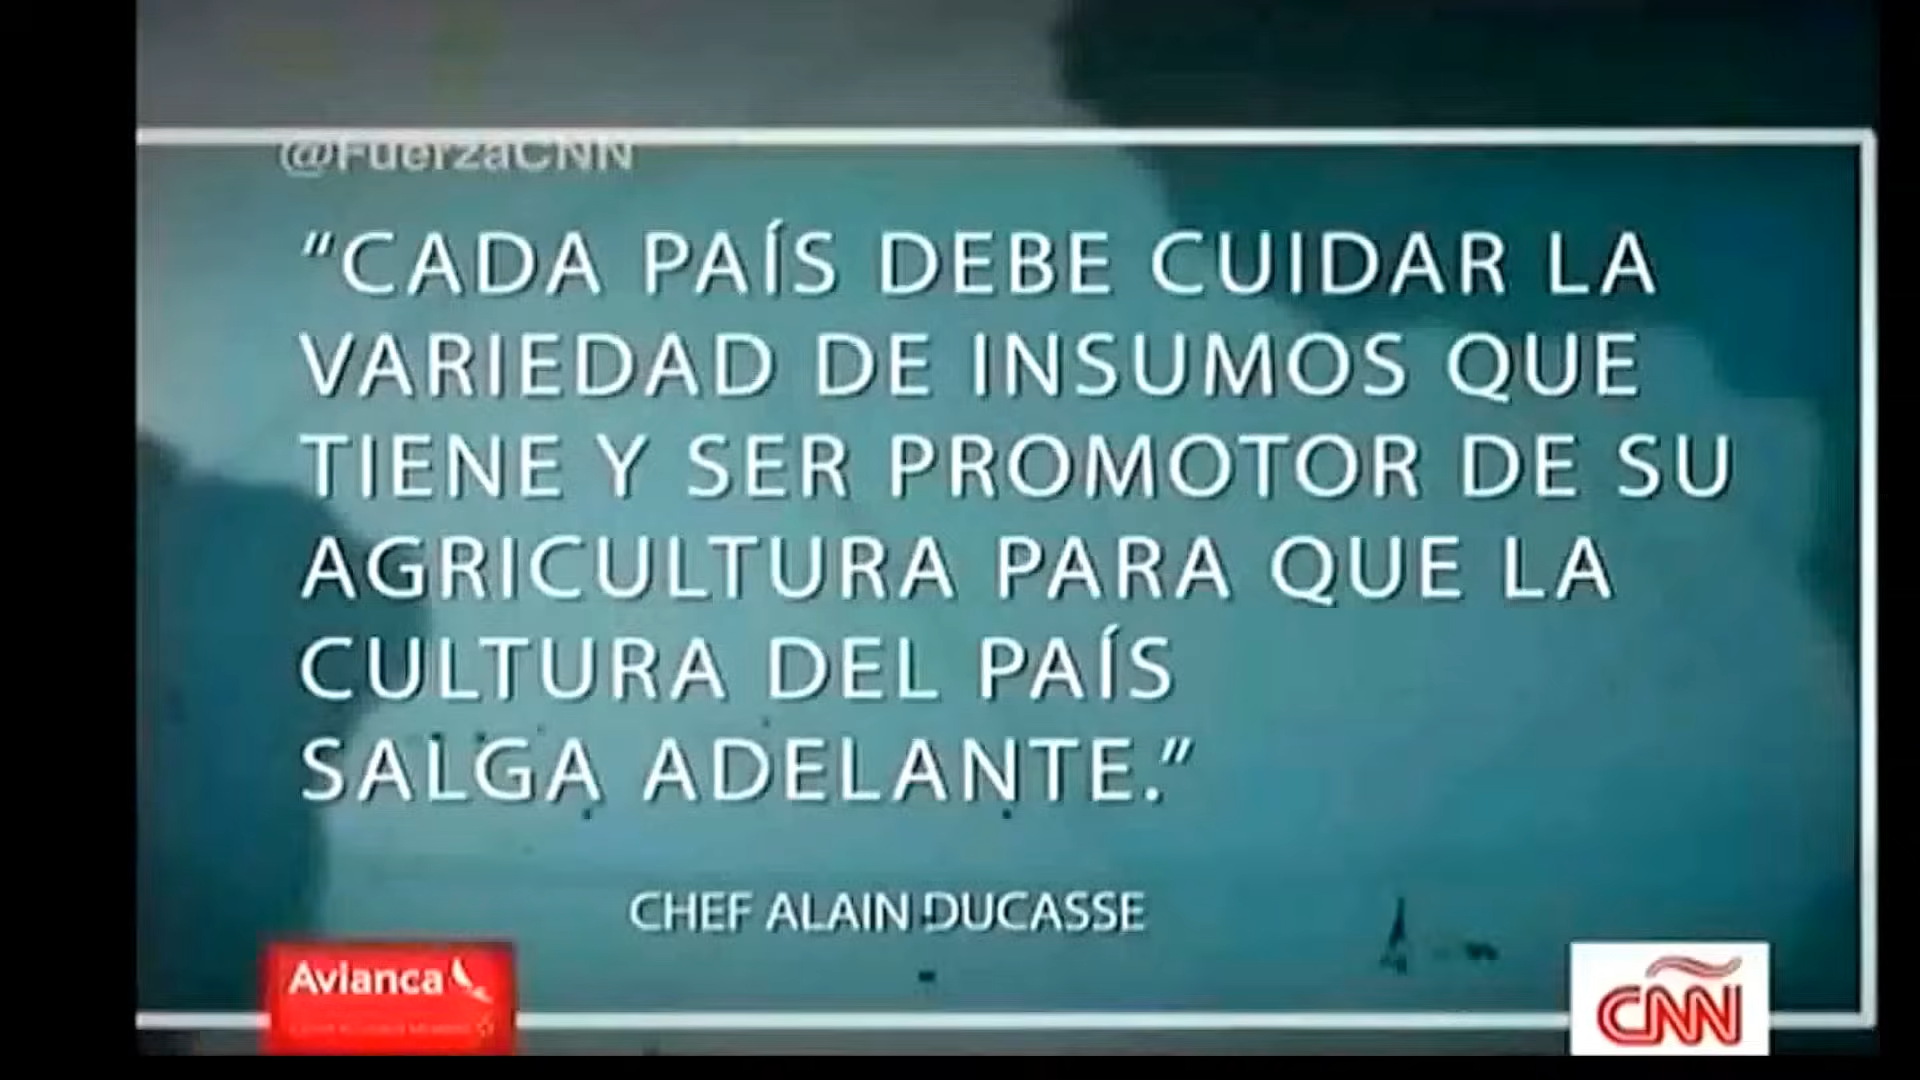 @FuerzaCNN
“CADA PAÍS DEBE CUIDAR LA
VARIEDAD DE INSUMOS QUE
TIENE Y SER PROMOTOR DE SU
AGRICULTURA PARA QUE LA
CULTURA DEL PAÍS
SALGA ADELANTE.”
CHEF ALAIN DUCASSE
Avianca
CNN